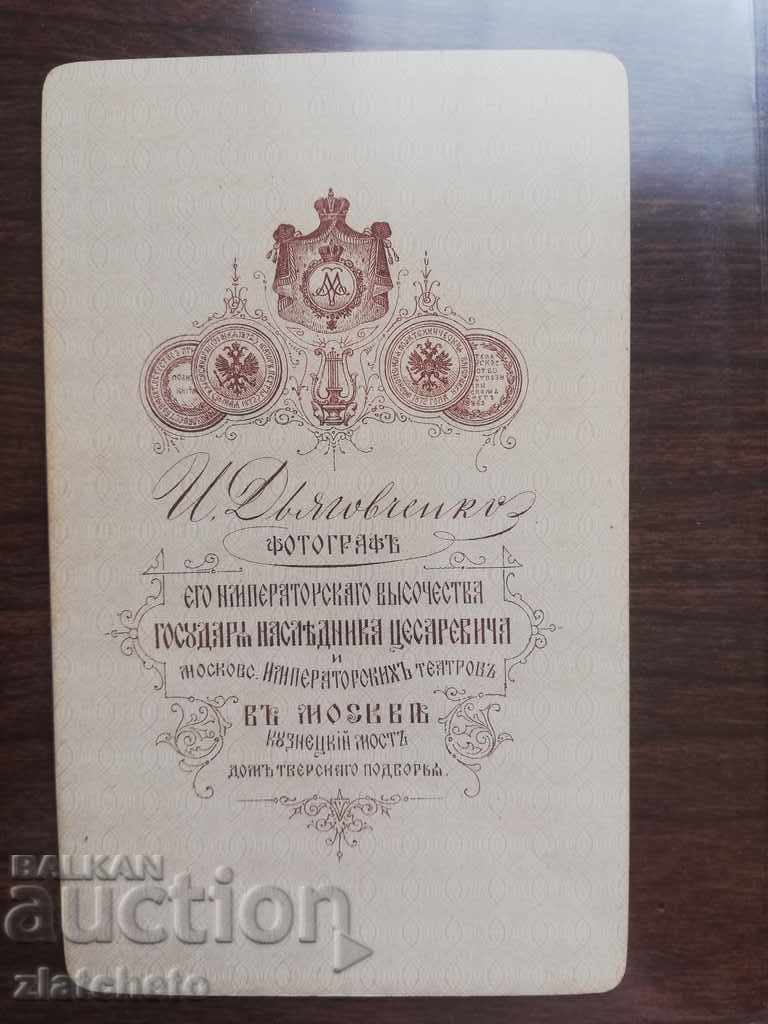 И. Дьяговченко
ФОТОГРАФЪ
ЕГО ИМПЕРАТОРСКАГО ВЫСОЧЕСТВА
ГОСУДАРЯ НАСЛѢДНИКА ЦЕСАРЕВИЧА
И
МОСКОВС. ИМПЕРАТОРСКИХЪ ТЕАТРОВЪ
ВЪ МОСКВѢ
КУЗНЕЦКІЙ МОСТЪ
ДОМЪ ТВЕРСКАГО ПОДВОРЬЯ.
BALKAN
auction
zlatcheto